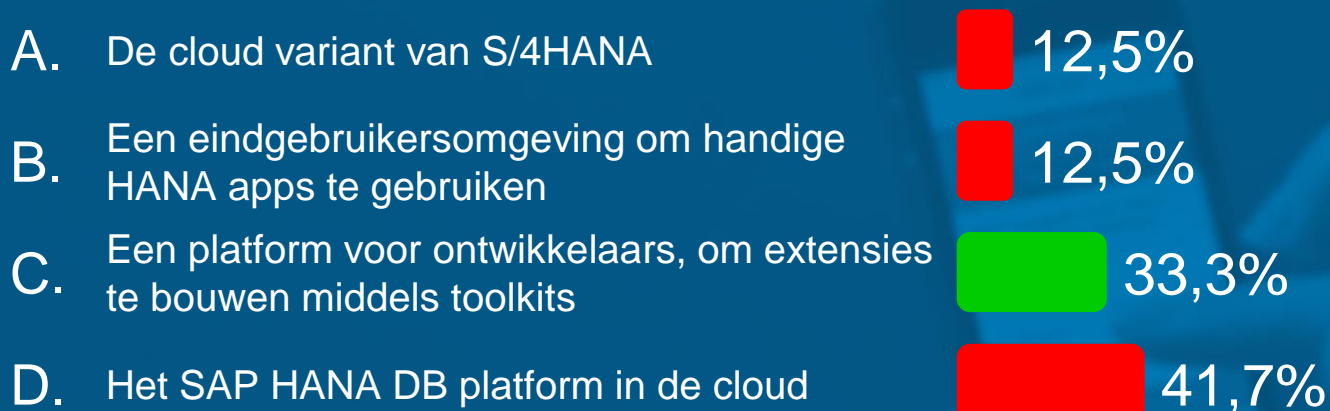 A. De cloud variant van S/4HANA 12,5%
B. Een eindgebruikersomgeving om handige
HANA apps te gebruiken 12,5%
C. Een platform voor ontwikkelaars, om extensies
te bouwen middels toolkits 33,3%
D. Het SAP HANA DB platform in de cloud 41,7%